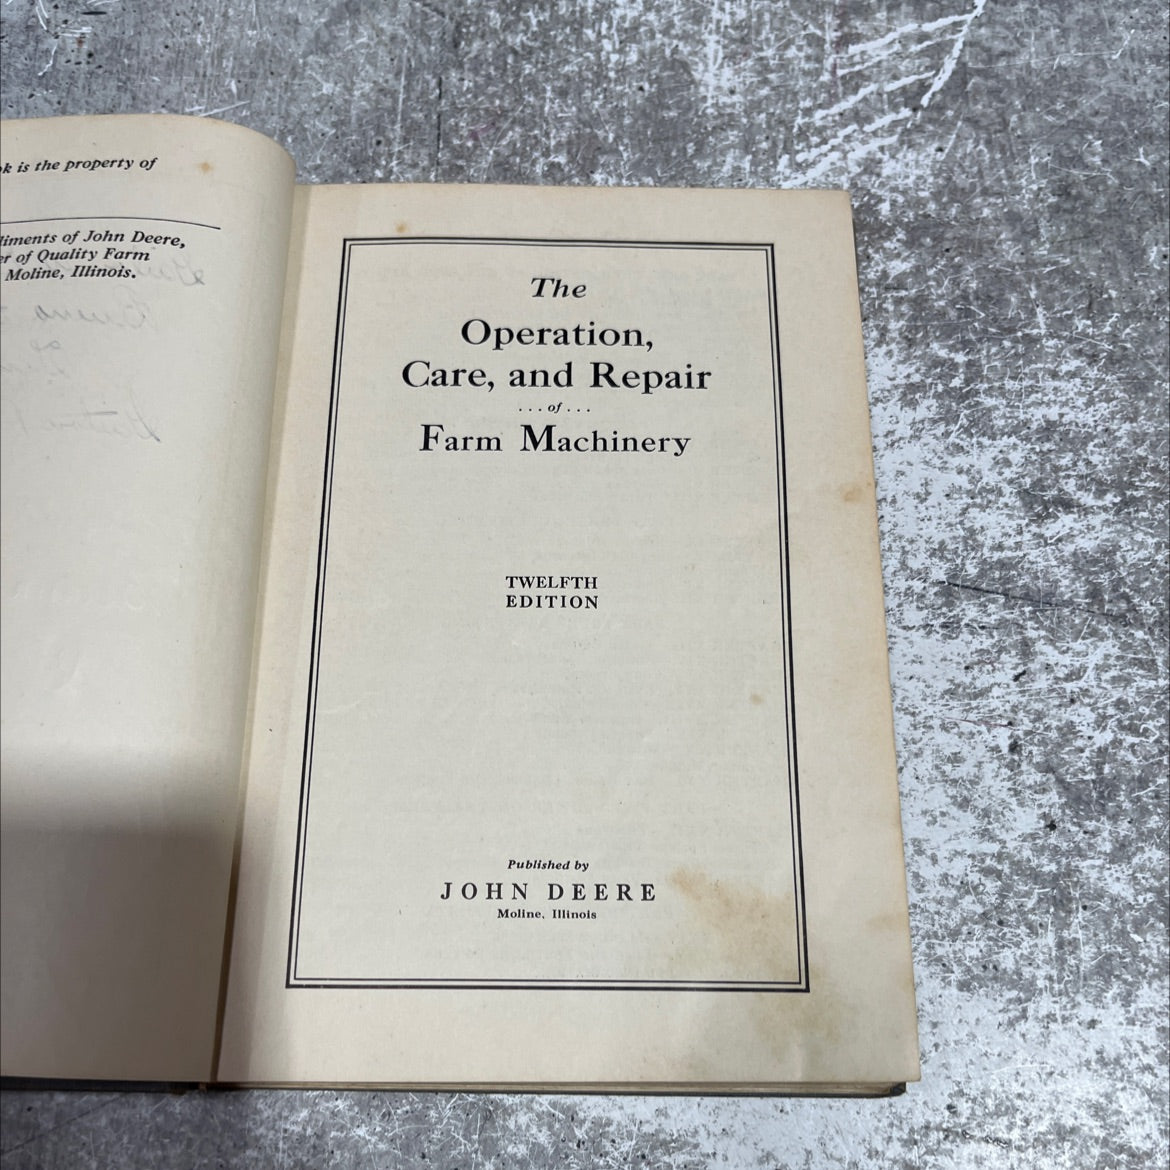 k is the property of
liments of John Deere,
er of Quality Farm
Moline, Illinois.
The
Operation,
Care, and Repair
...of...
Farm Machinery
TWELFTH
EDITION
Published by
JOHN DEERE
Moline, Illinois